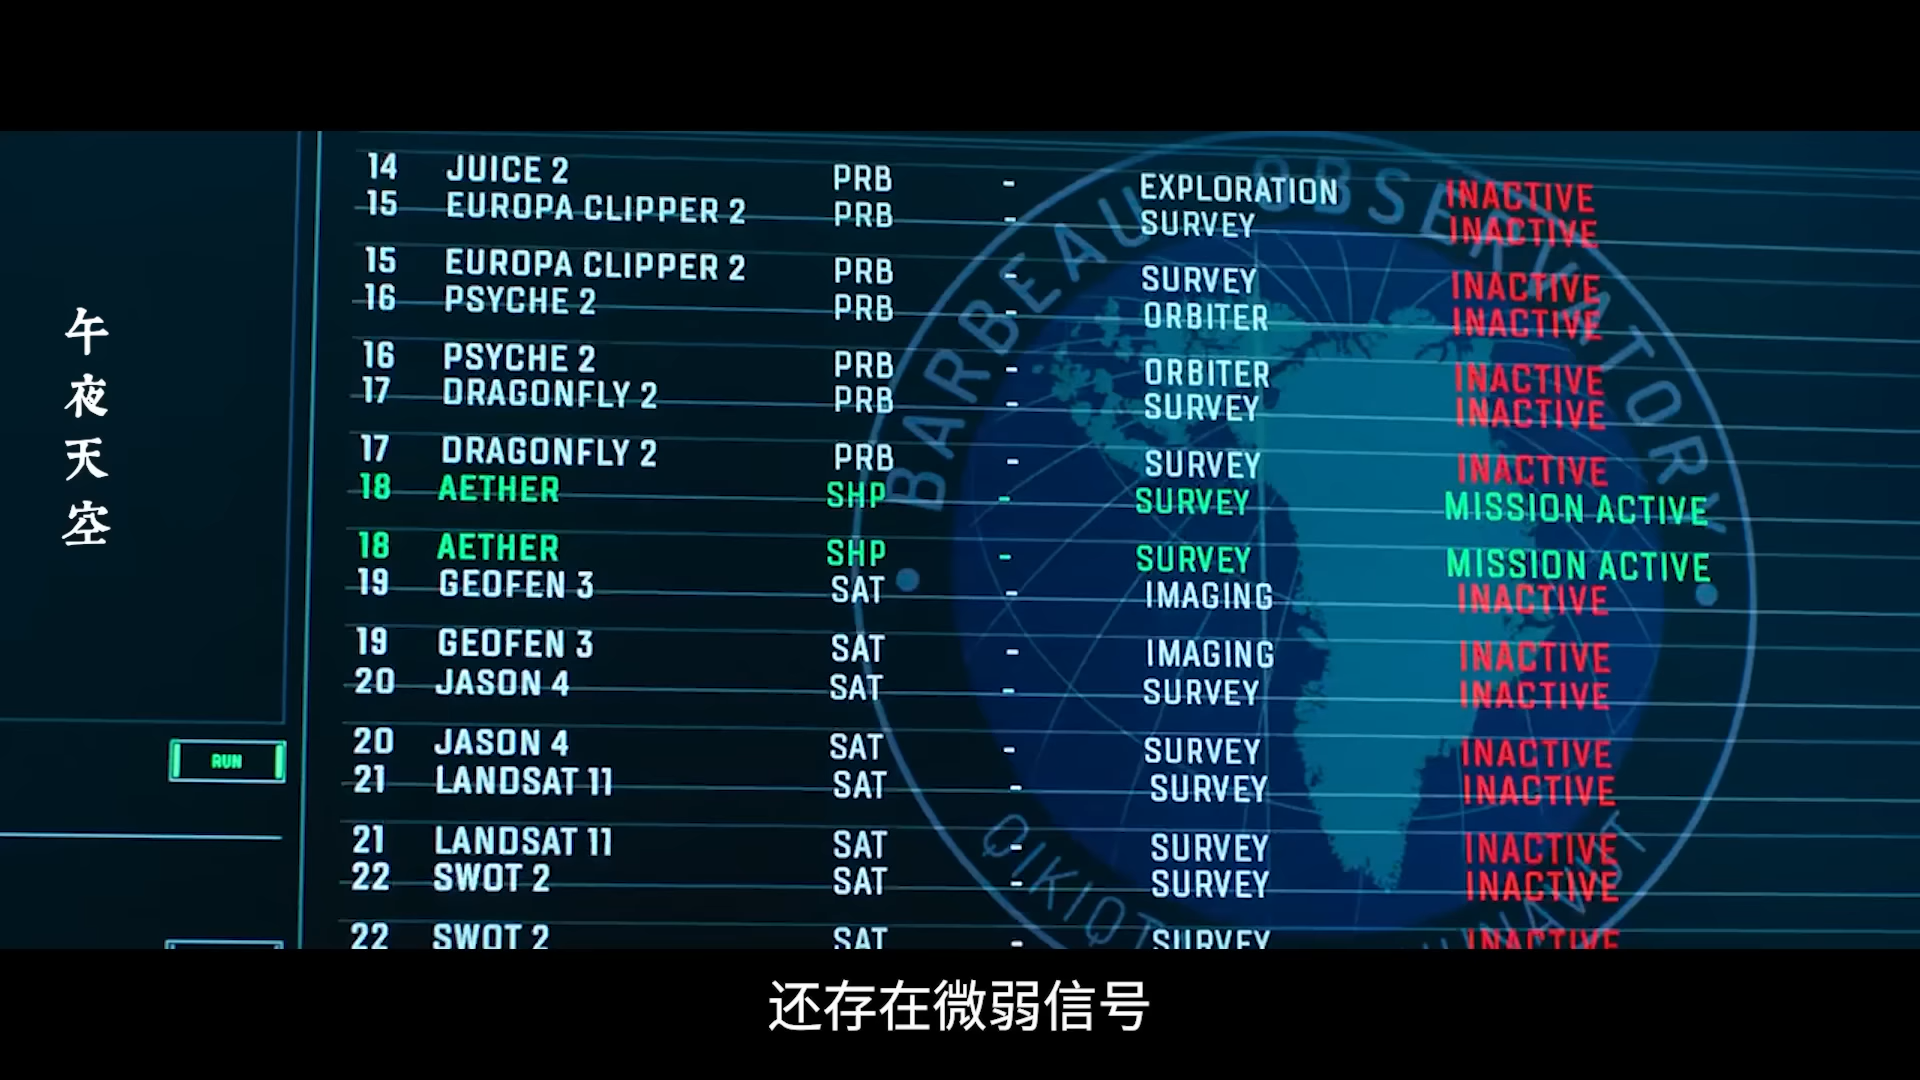 14 JUICE 2 PRB - EXPLORATION INACTIVE
15 EUROPA CLIPPER 2 PRB - SURVEY INACTIVE
15 EUROPA CLIPPER 2 PRB - SURVEY INACTIVE
16 PSYCHE 2 PRB - ORBITER INACTIVE
16 PSYCHE 2 PRB - ORBITER INACTIVE
17 DRAGONFLY 2 PRB - SURVEY INACTIVE
17 DRAGONFLY 2 PRB - SURVEY INACTIVE
18 AETHER SHP - SURVEY MISSION ACTIVE
18 AETHER SHP - SURVEY MISSION ACTIVE
19 GEOFEN 3 SAT - IMAGING INACTIVE
19 GEOFEN 3 SAT - IMAGING INACTIVE
20 JASON 4 SAT - SURVEY INACTIVE
20 JASON 4 SAT - SURVEY INACTIVE
21 LANDSAT 11 SAT - SURVEY INACTIVE
21 LANDSAT 11 SAT - SURVEY INACTIVE
22 SWOT 2 SAT - SURVEY INACTIVE
22 SWOT 2 SAT - SURVEY INACTIVE
BARBEAU OBSERVATORY
午夜天空
RUN
还存在微弱信号